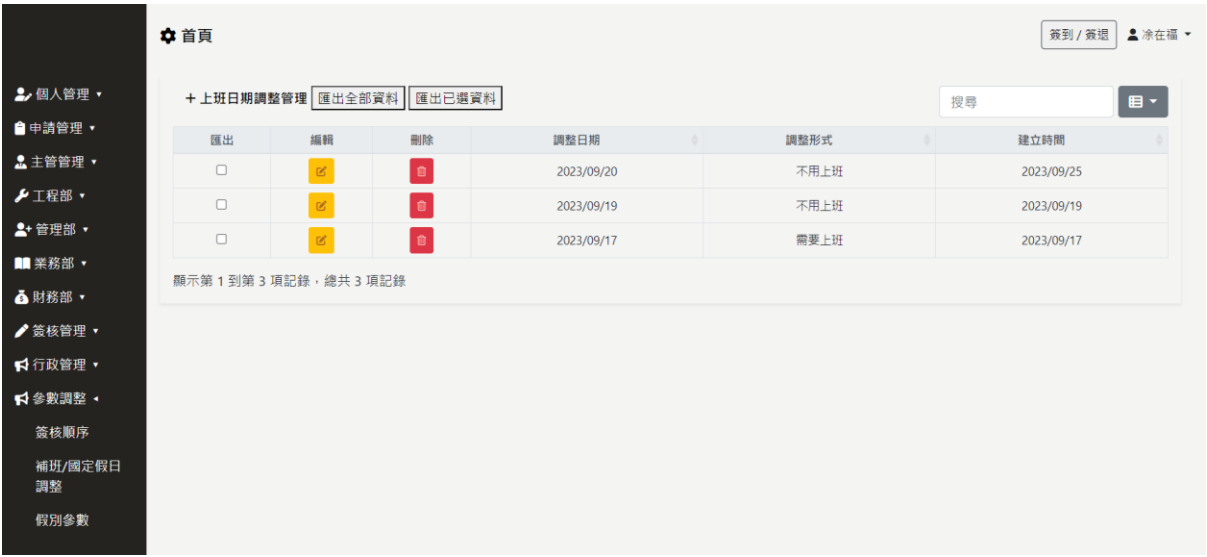 首頁
簽到 / 簽退
凃在福
個人管理
申請管理
主管管理
工程部
管理部
業務部
財務部
簽核管理
行政管理
參數調整
簽核順序
補班/國定假日
調整
假別參數
+ 上班日期調整管理 匯出全部資料 匯出已選資料
搜尋
匯出 編輯 刪除 調整日期 調整形式 建立時間
2023/09/20 不用上班 2023/09/25
2023/09/19 不用上班 2023/09/19
2023/09/17 需要上班 2023/09/17
顯示第 1 到第 3 項記錄，總共 3 項記錄